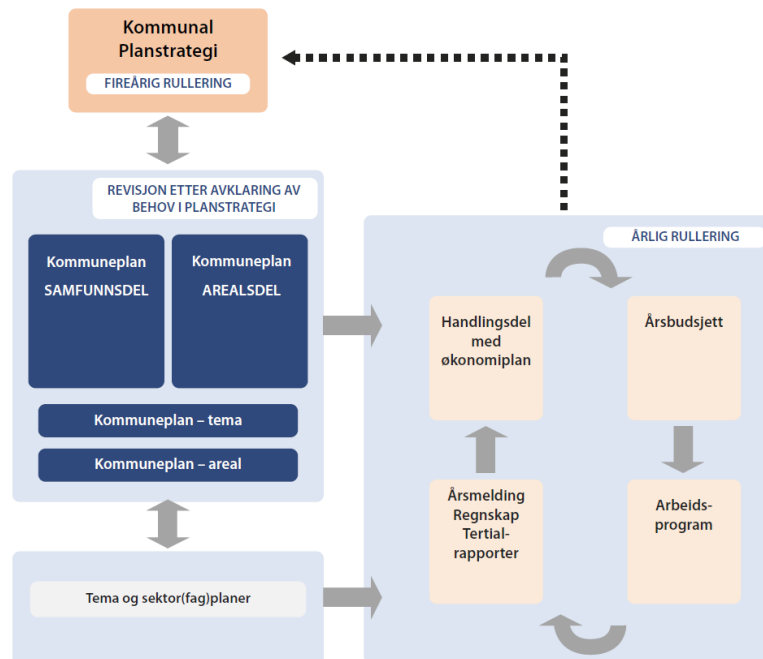 Kommunal
Planstrategi
FIREÅRIG RULLERING
REVISJON ETTER AVKLARING AV
BEHOV I PLANSTRATEGI
Kommuneplan
SAMFUNNSDEL
Kommuneplan
AREALSDEL
Kommuneplan – tema
Kommuneplan – areal
Tema og sektor(fag)planer
ÅRLIG RULLERING
Handlingsdel
med
økonomiplan
Årsbudsjett
Årsmelding
Regnskap
Tertial-
rapporter
Arbeids-
program